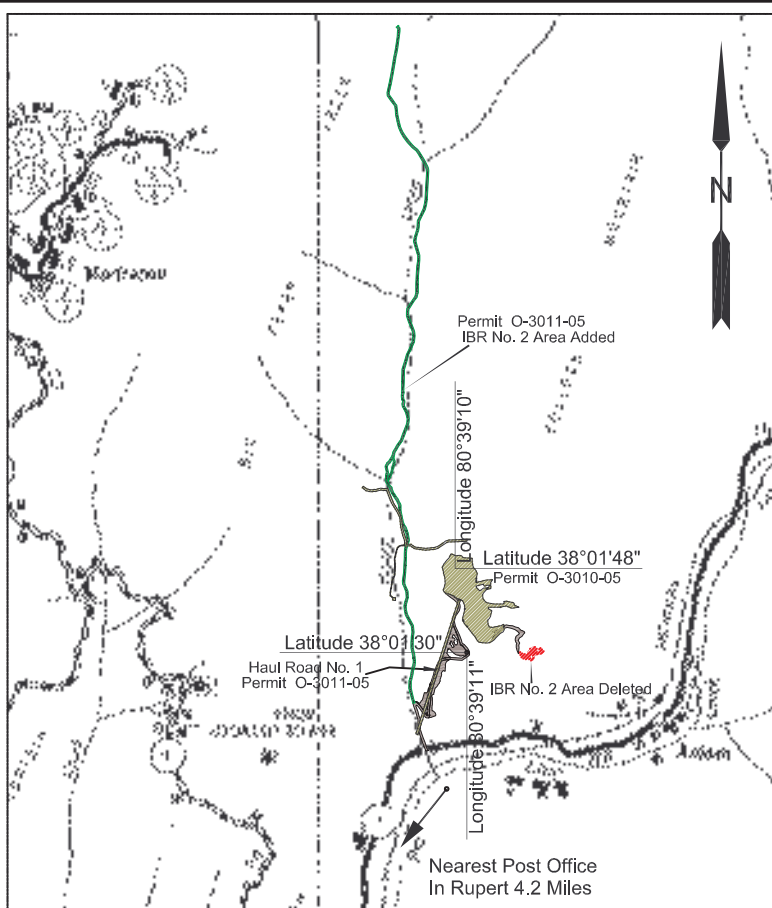 N
Permit O-3011-05
IBR No. 2 Area Added
Longitude 80°39'10"
Latitude 38°01'48"
Permit O-3010-05
Latitude 38°01'30"
Haul Road No. 1
Permit O-3011-05
IBR No. 2 Area Deleted
Longitude 80°39'11"
Nearest Post Office
In Rupert 4.2 Miles